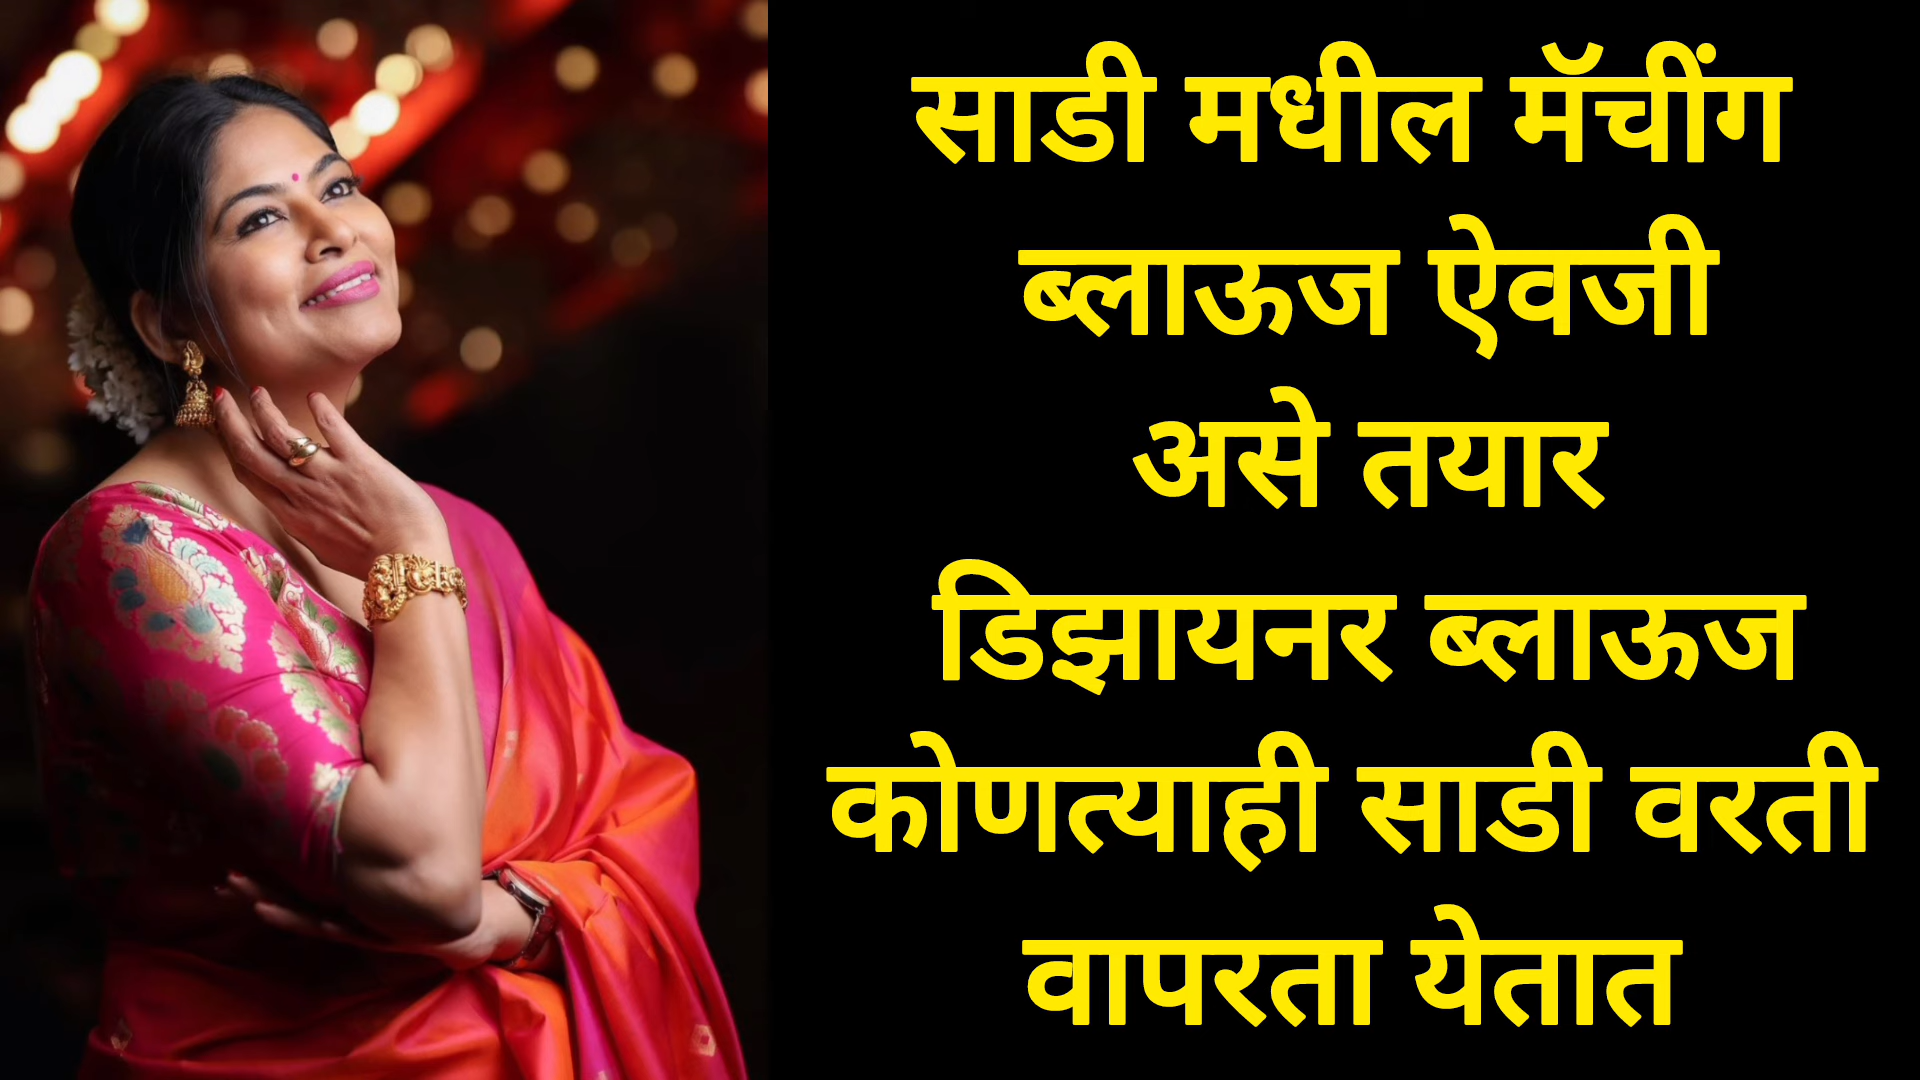 साडी मधील मॅचींग
ब्लाऊज ऐवजी
असे तयार
डिझायनर ब्लाऊज
कोणत्याही साडी वरती
वापरता येतात